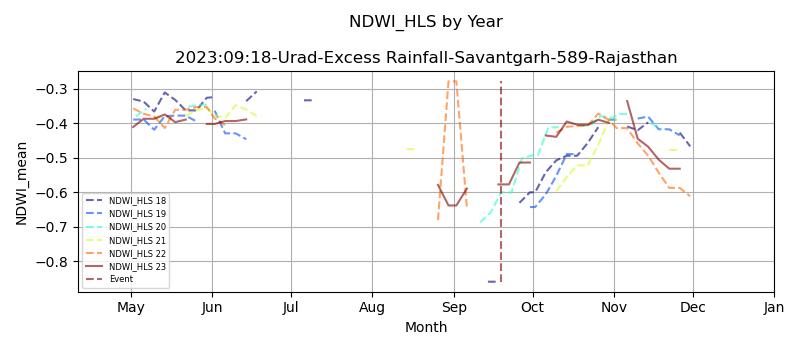 NDWI_HLS by Year
2023:09:18-Urad-Excess Rainfall-Savantgarh-589-Rajasthan
NDWI_mean
−0.3
−0.4
−0.5
−0.6
−0.7
−0.8
NDWI_HLS 18
NDWI_HLS 19
NDWI_HLS 20
NDWI_HLS 21
NDWI_HLS 22
NDWI_HLS 23
Event
May Jun Jul Aug Sep Oct Nov Dec Jan
Month